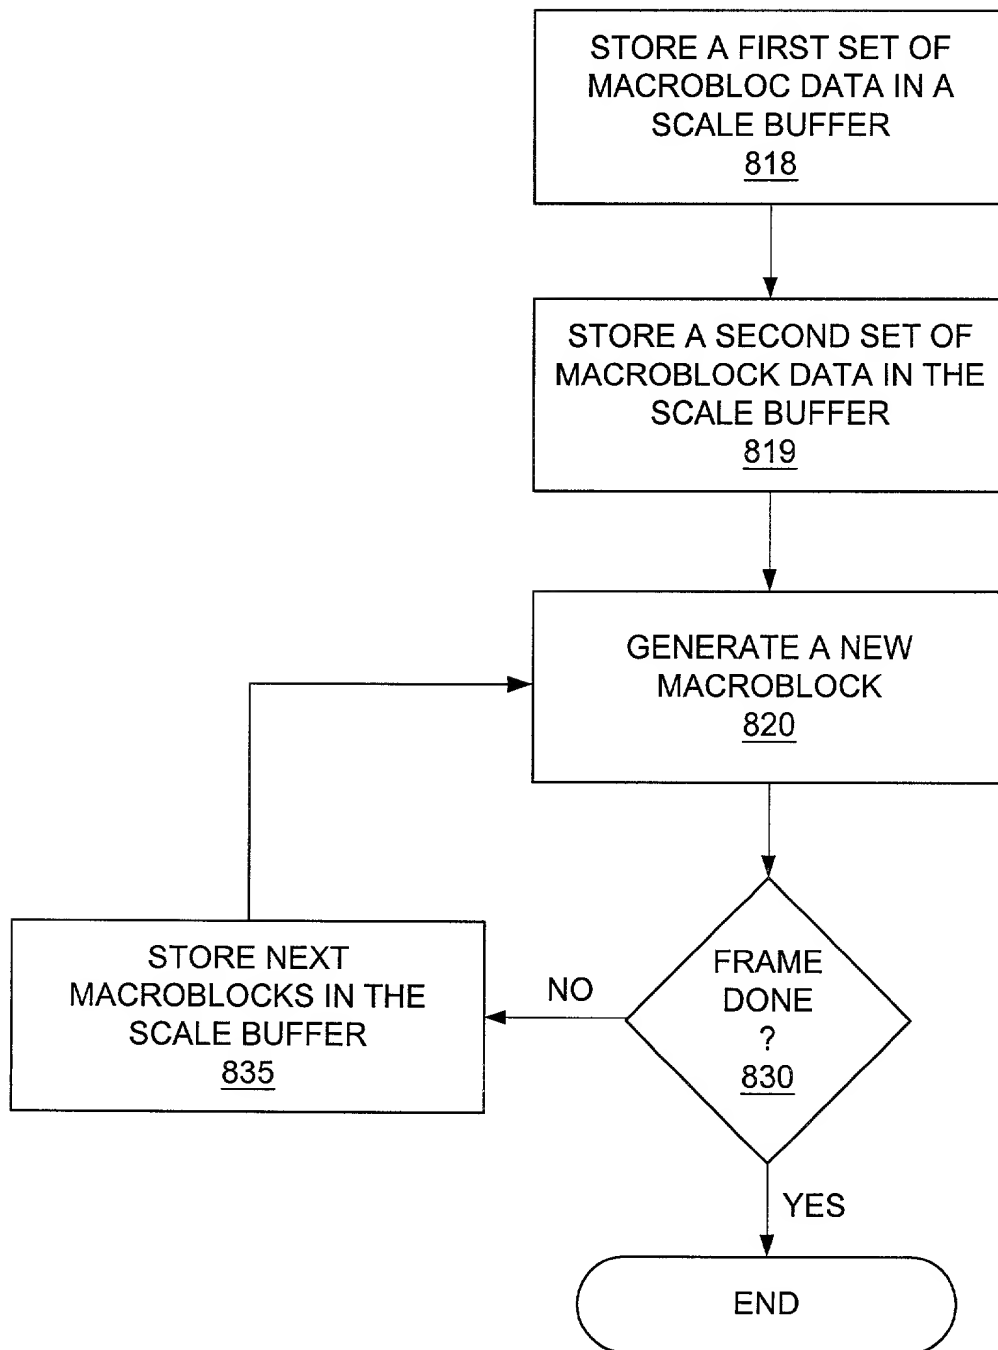 STORE A FIRST SET OF
MACROBLOC DATA IN A
SCALE BUFFER
818
STORE A SECOND SET OF
MACROBLOCK DATA IN THE
SCALE BUFFER
819
GENERATE A NEW
MACROBLOCK
820
FRAME
DONE
?
830
NO
STORE NEXT
MACROBLOCKS IN THE
SCALE BUFFER
835
YES
END